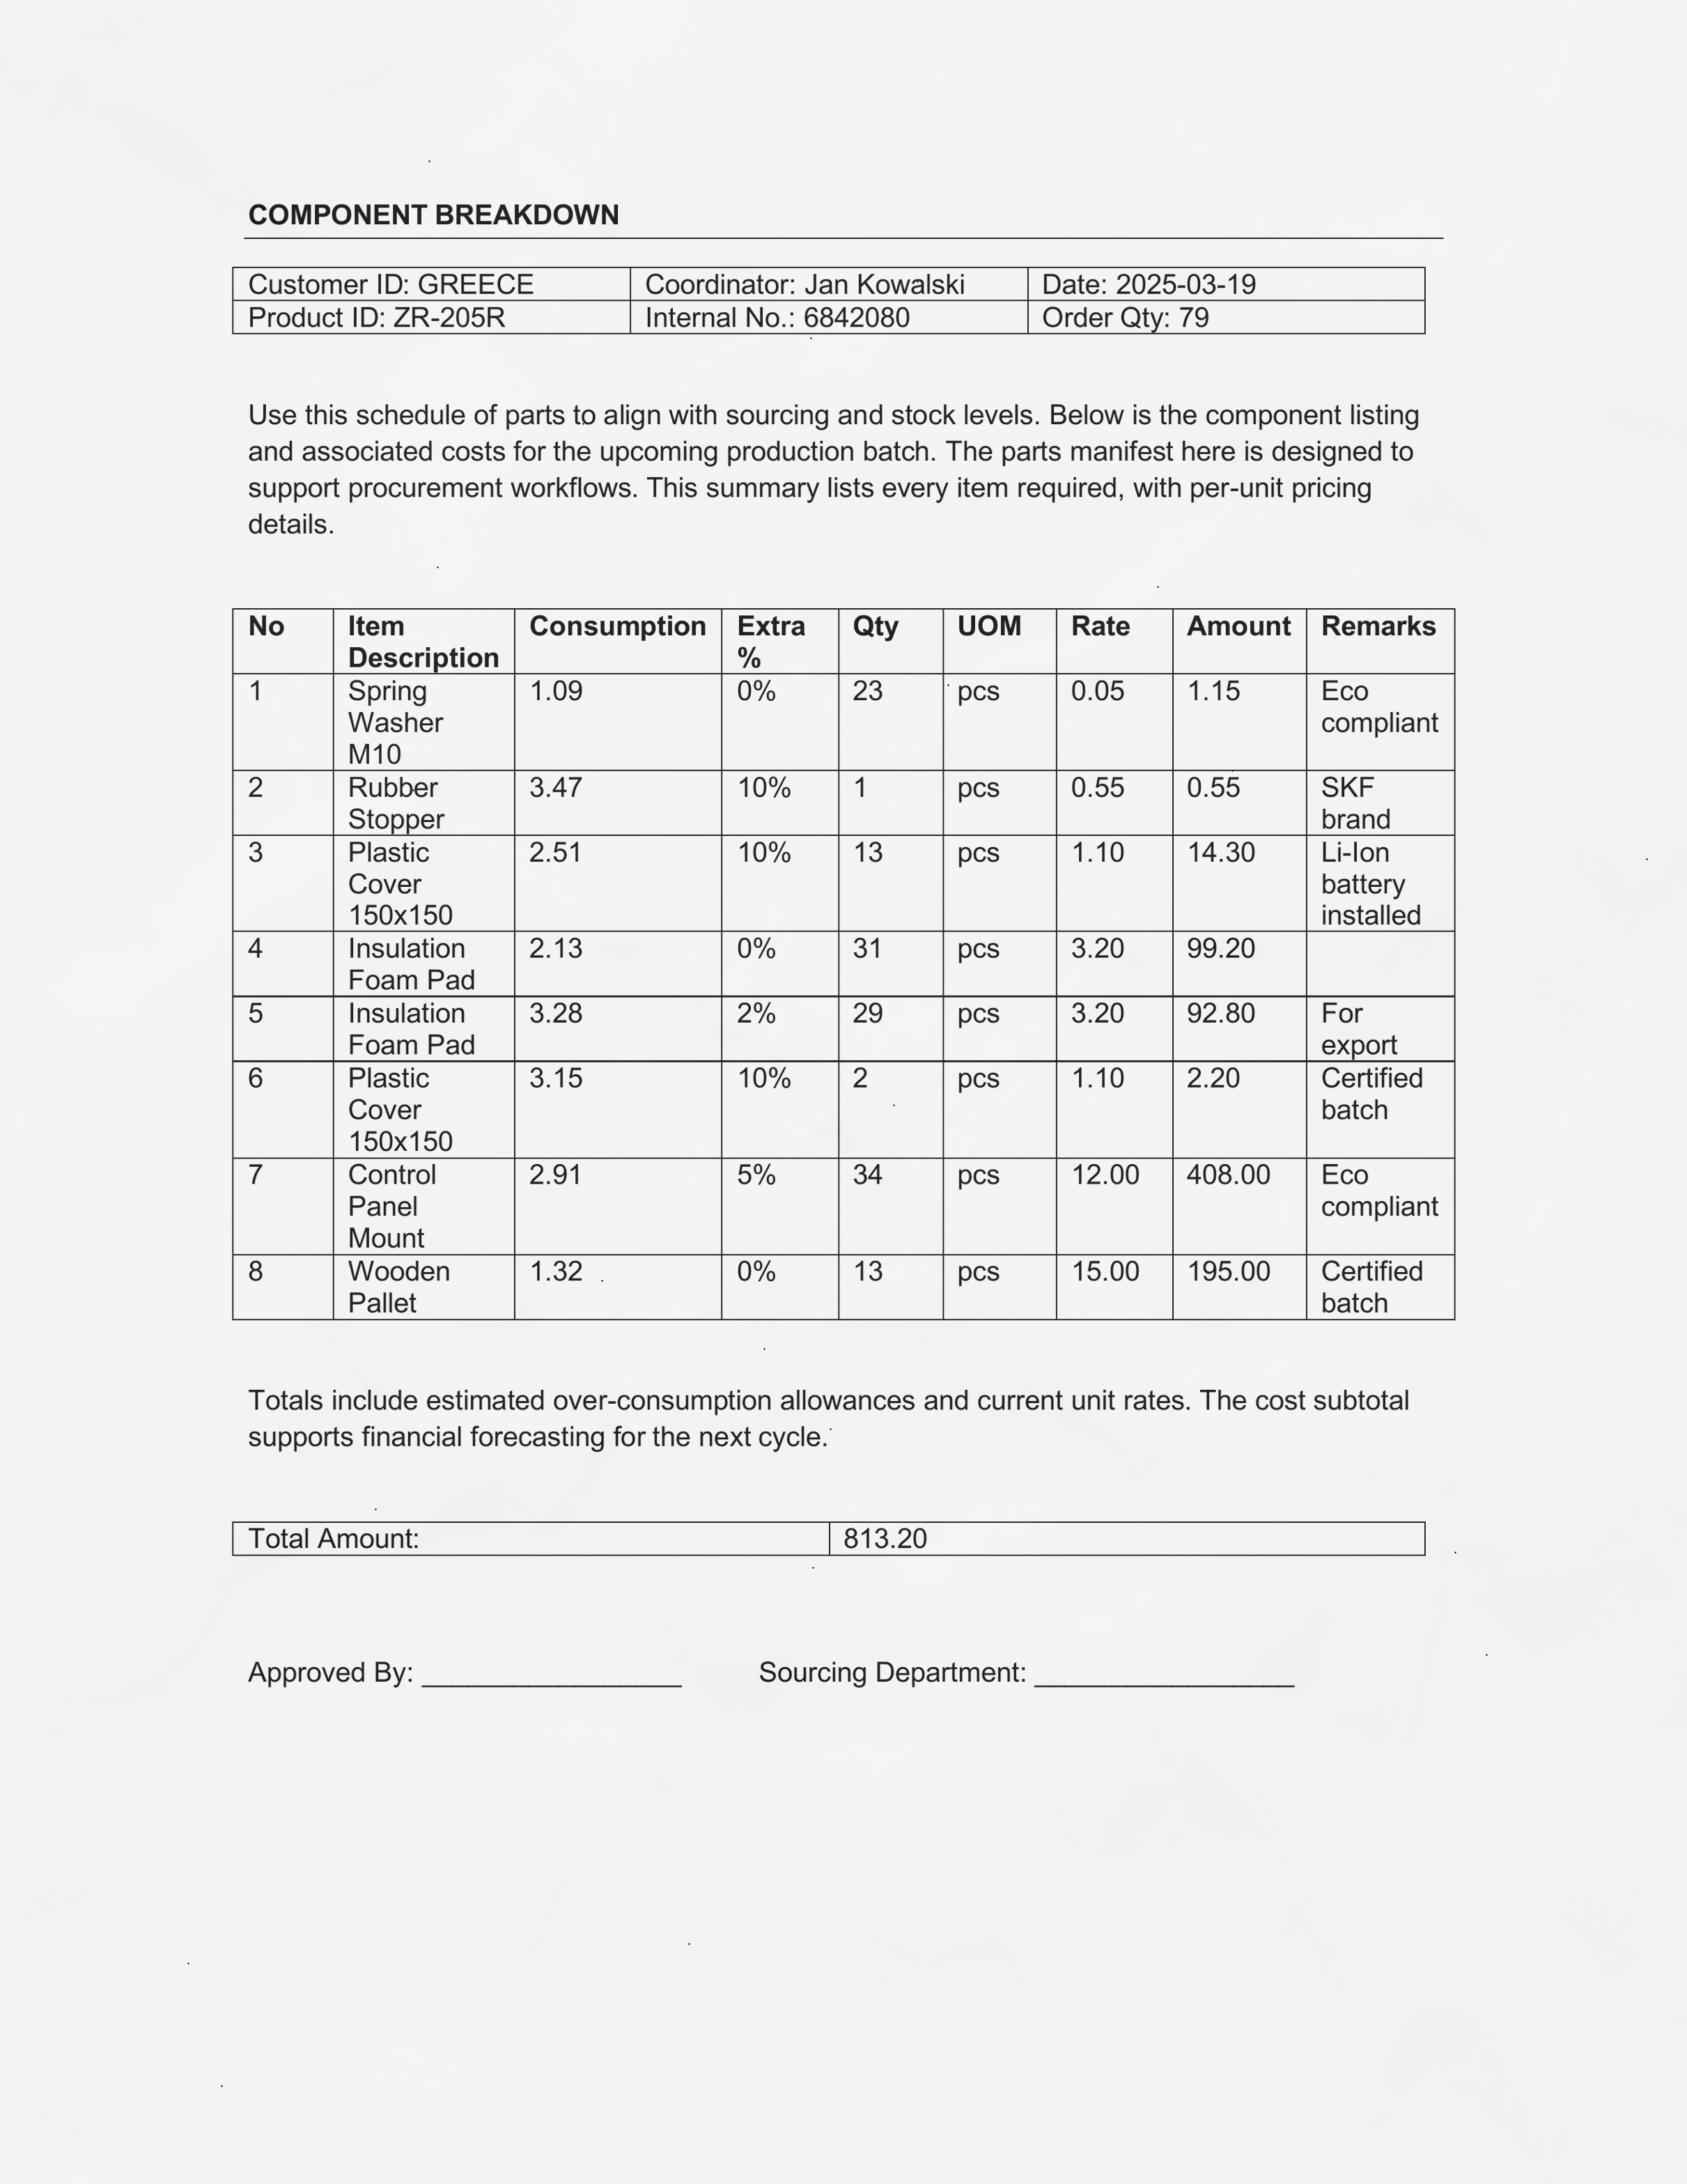 COMPONENT BREAKDOWN
Customer ID: GREECE Coordinator: Jan Kowalski Date: 2025-03-19
Product ID: ZR-205R Internal No.: 6842080 Order Qty: 79
Use this schedule of parts to align with sourcing and stock levels. Below is the component listing
and associated costs for the upcoming production batch. The parts manifest here is designed to
support procurement workflows. This summary lists every item required, with per-unit pricing
details.
No Item Consumption Extra Qty UOM Rate Amount Remarks
Description %
1 Spring 1.09 0% 23 pcs 0.05 1.15 Eco
Washer compliant
M10
2 Rubber 3.47 10% 1 pcs 0.55 0.55 SKF
Stopper brand
3 Plastic 2.51 10% 13 pcs 1.10 14.30 Li-Ion
Cover battery
150x150 installed
4 Insulation 2.13 0% 31 pcs 3.20 99.20
Foam Pad
5 Insulation 3.28 2% 29 pcs 3.20 92.80 For
Foam Pad export
6 Plastic 3.15 10% 2 pcs 1.10 2.20 Certified
Cover batch
150x150
7 Control 2.91 5% 34 pcs 12.00 408.00 Eco
Panel compliant
Mount
8 Wooden 1.32 0% 13 pcs 15.00 195.00 Certified
Pallet batch
Totals include estimated over-consumption allowances and current unit rates. The cost subtotal
supports financial forecasting for the next cycle.
Total Amount: 813.20
Approved By: _________________ Sourcing Department: _________________